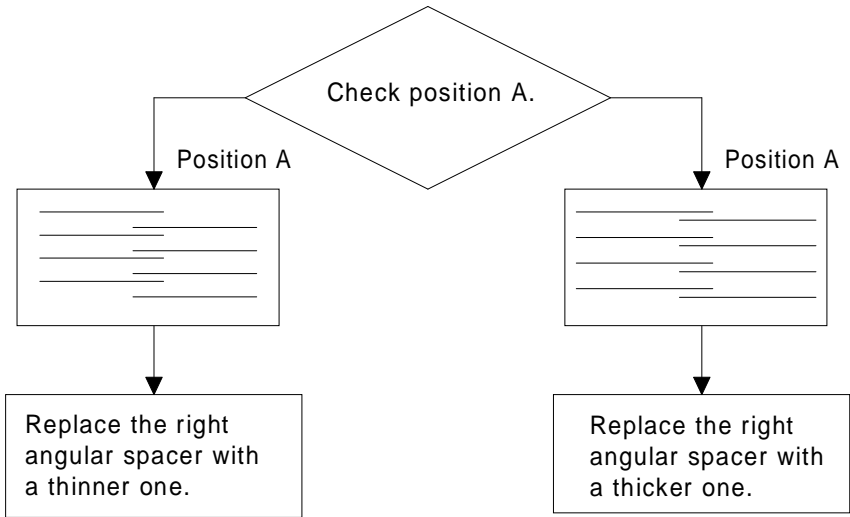 Check position A.
Position A
Position A
Replace the right
angular spacer with
a thinner one.
Replace the right
angular spacer with
a thicker one.